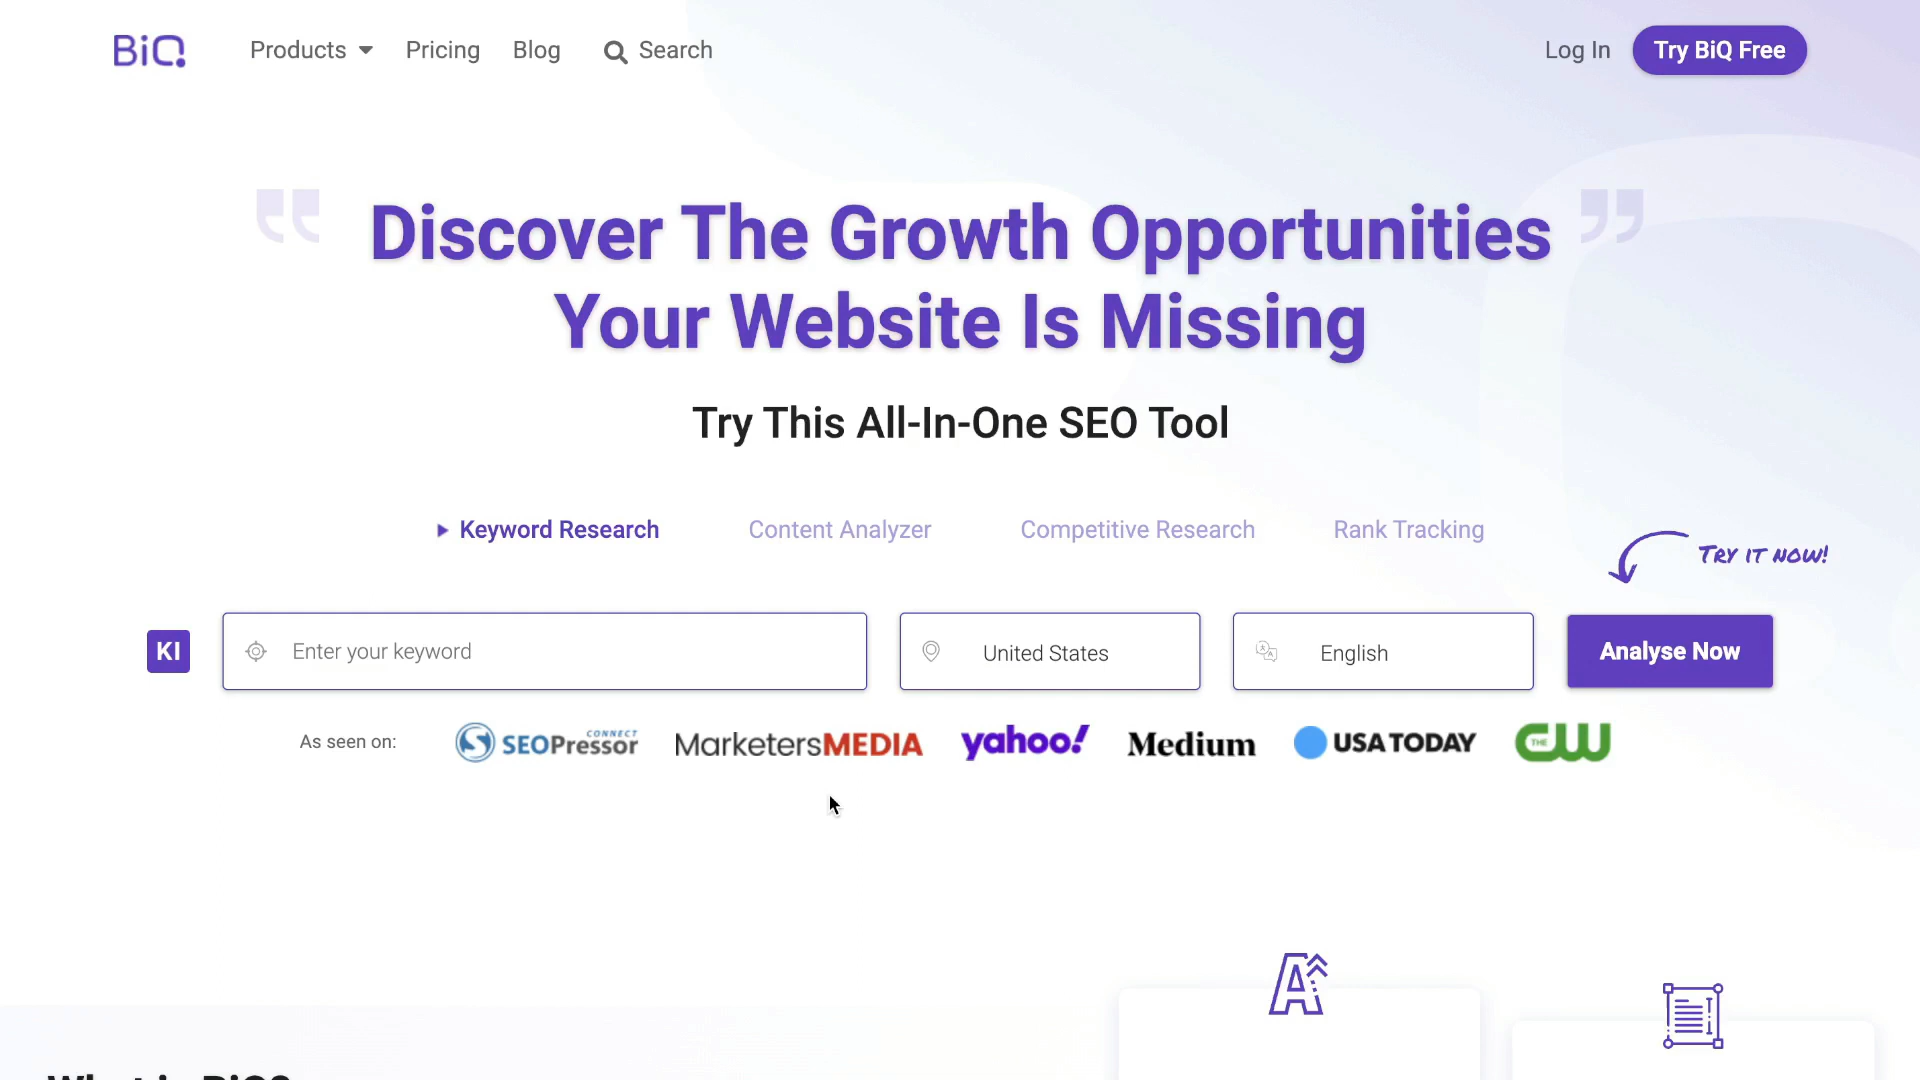 BiQ Products Pricing Blog Search Log In Try BiQ Free
Discover The Growth Opportunities
Your Website Is Missing
Try This All-In-One SEO Tool
Keyword Research Content Analyzer Competitive Research Rank Tracking
Try it now!
KI Enter your keyword United States English Analyse Now
As seen on: SEOPressor CONNECT MarketersMEDIA yahoo! Medium USA TODAY THE CW
What is BiQ?